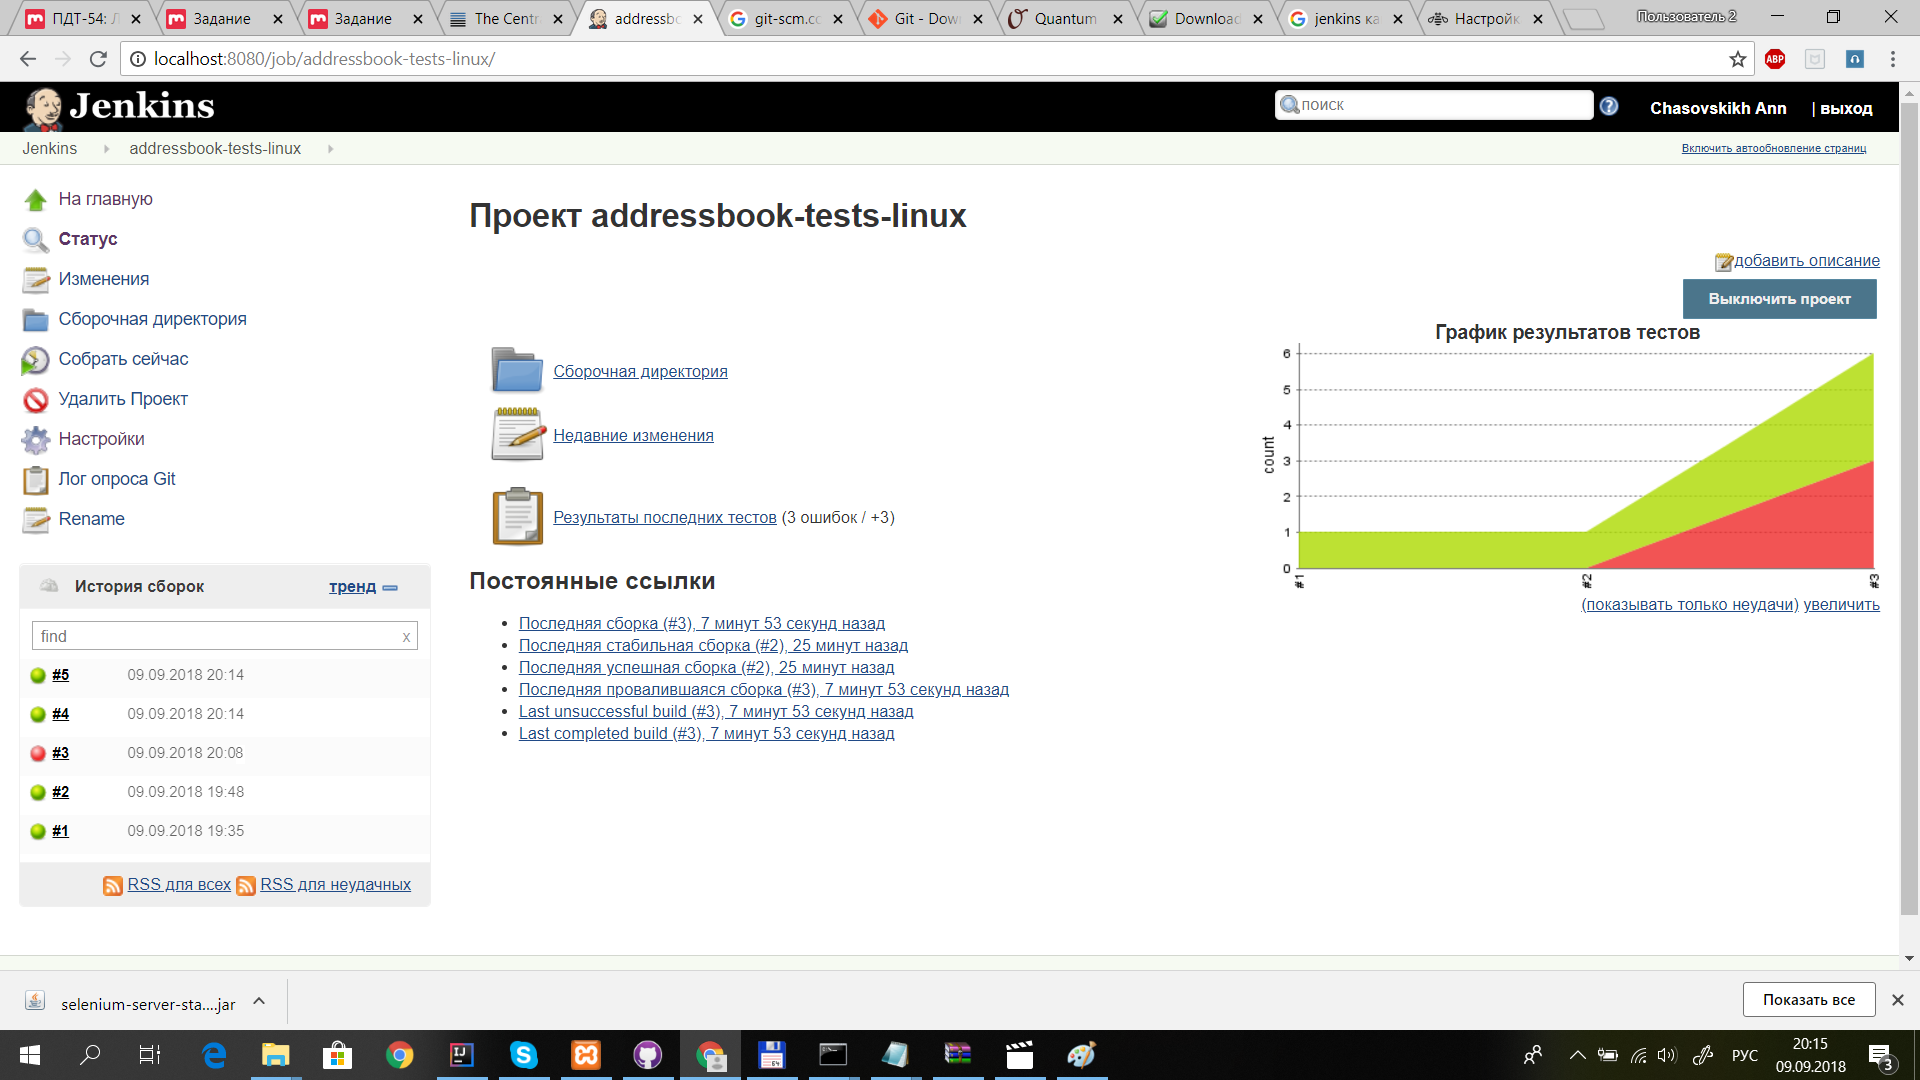 ПДТ-54: Л
Задание
Задание
The Centr
addressbo
git-scm.co
Git - Dow
Quantum
Download
jenkins ка
Настройк
Пользователь 2
localhost:8080/job/addressbook-tests-linux/
ABP
Jenkins
поиск
Chasovskikh Ann
| выход
Jenkins
addressbook-tests-linux
Включить автообновление страниц
На главную
Статус
Изменения
Сборочная директория
Собрать сейчас
Удалить Проект
Настройки
Лог опроса Git
Rename
История сборок
тренд
find
x
#5 09.09.2018 20:14
#4 09.09.2018 20:14
#3 09.09.2018 20:08
#2 09.09.2018 19:48
#1 09.09.2018 19:35
RSS для всех RSS для неудачных
Проект addressbook-tests-linux
добавить описание
Выключить проект
Сборочная директория
Недавние изменения
Результаты последних тестов (3 ошибок / +3)
График результатов тестов
6
5
4
3
2
1
0
count
#1
#2
#3
(показывать только неудачи) увеличить
Постоянные ссылки
Последняя сборка (#3), 7 минут 53 секунд назад
Последняя стабильная сборка (#2), 25 минут назад
Последняя успешная сборка (#2), 25 минут назад
Последняя провалившаяся сборка (#3), 7 минут 53 секунд назад
Last unsuccessful build (#3), 7 минут 53 секунд назад
Last completed build (#3), 7 минут 53 секунд назад
selenium-server-sta....jar
Показать все
РУС
20:15
09.09.2018
3